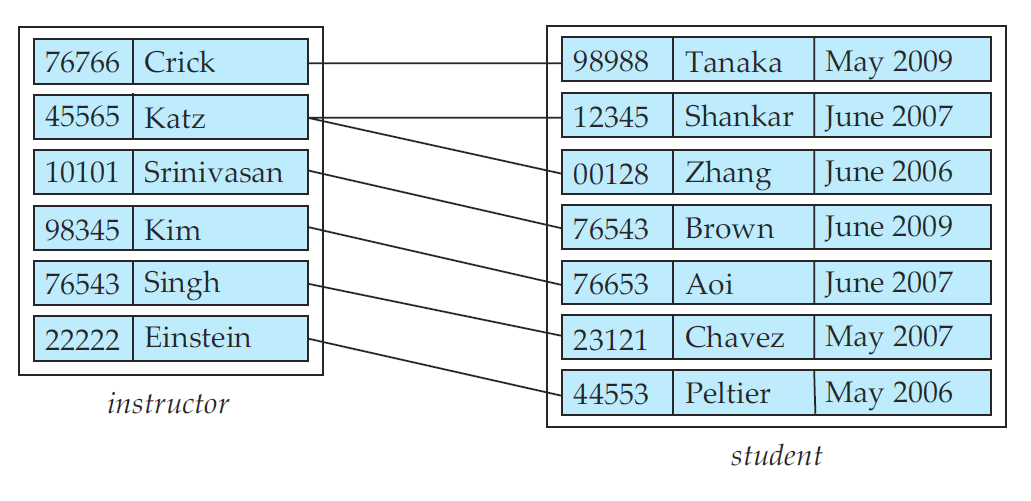 76766 Crick
45565 Katz
10101 Srinivasan
98345 Kim
76543 Singh
22222 Einstein
instructor
98988 Tanaka May 2009
12345 Shankar June 2007
00128 Zhang June 2006
76543 Brown June 2009
76653 Aoi June 2007
23121 Chavez May 2007
44553 Peltier May 2006
student